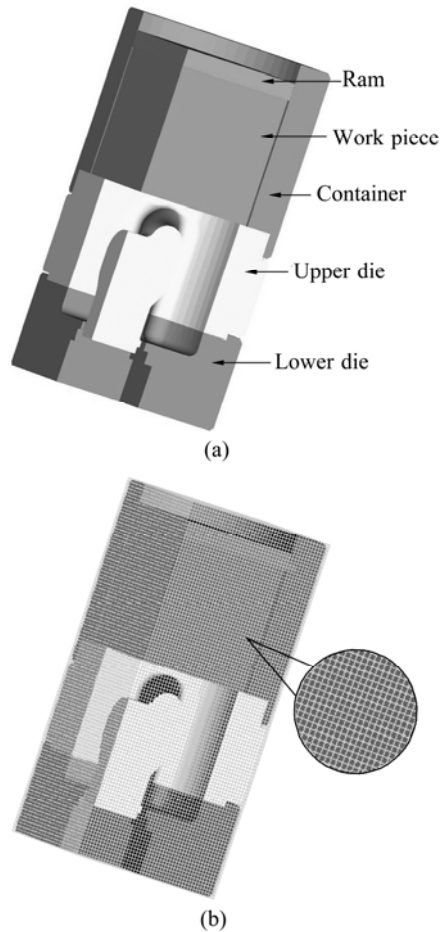 Ram
Work piece
Container
Upper die
Lower die
(a)
(b)